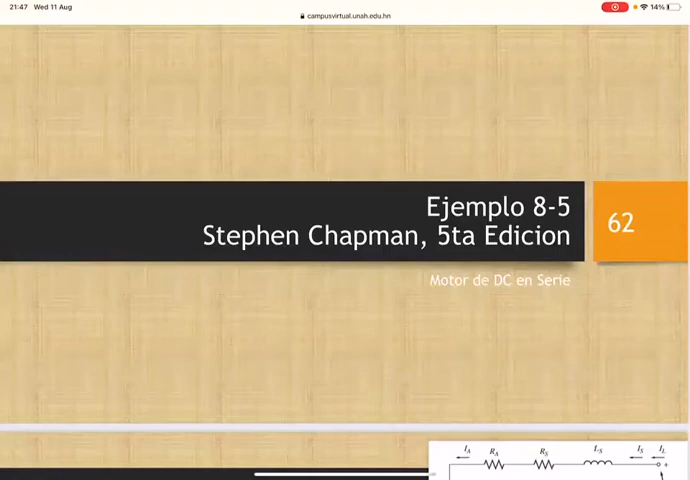 21:47 Wed 11 Aug
campusvirtual.unah.edu.hn
14%
Ejemplo 8-5
Stephen Chapman, 5ta Edicion
62
Motor de DC en Serie
I_A R_A R_S L_S I_S I_L
+